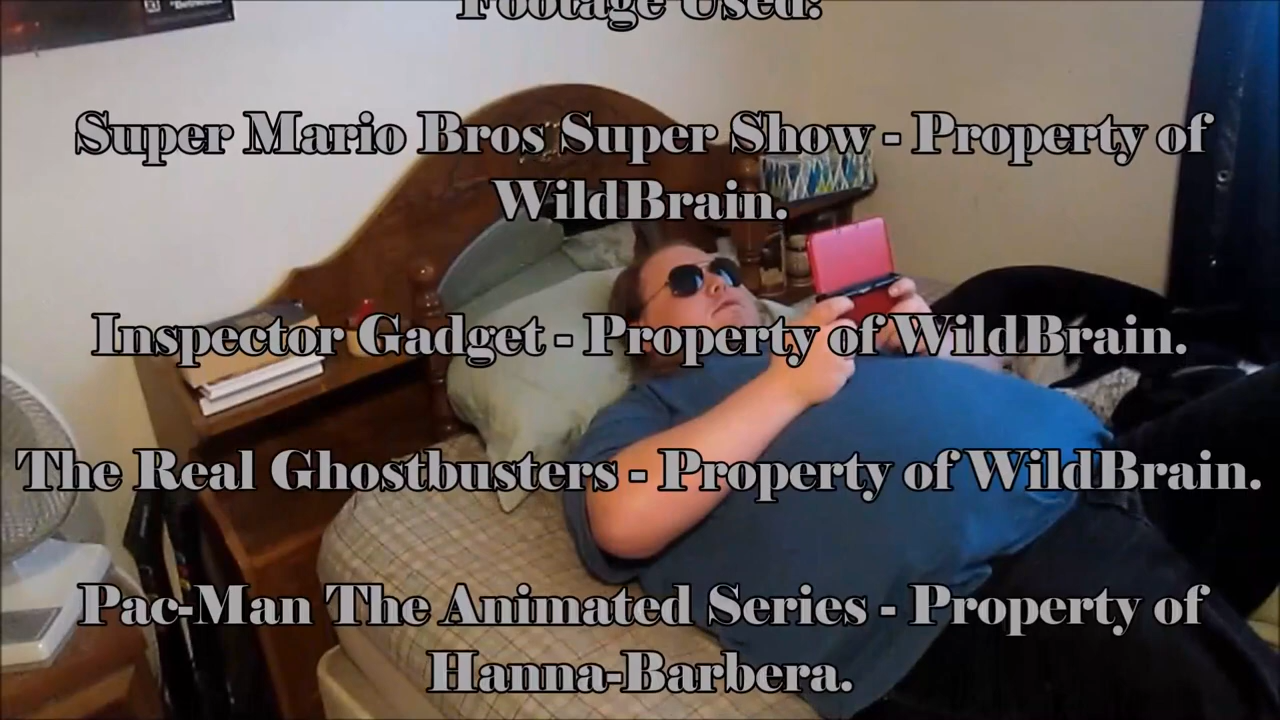 Footage Used:
Super Mario Bros Super Show - Property of
WildBrain.
Inspector Gadget - Property of WildBrain.
The Real Ghostbusters - Property of WildBrain.
Pac-Man The Animated Series - Property of
Hanna-Barbera.